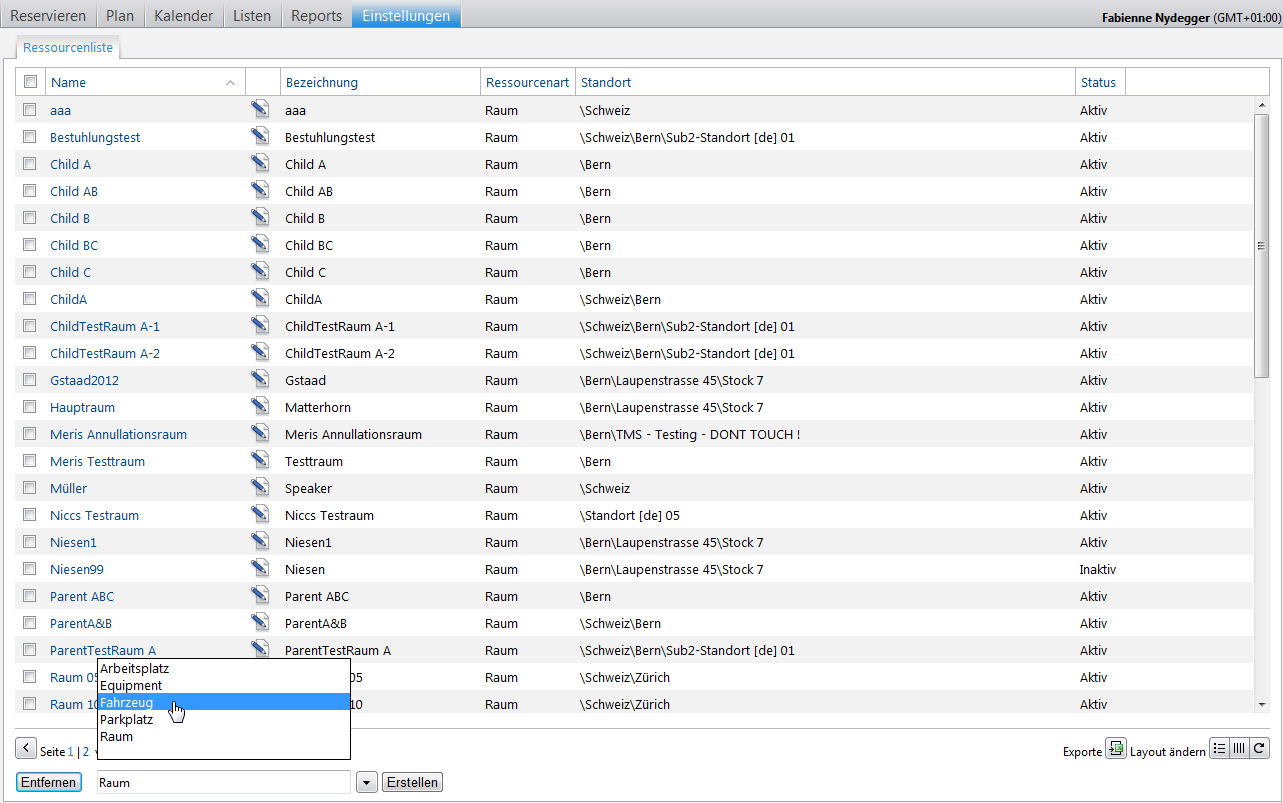 Reservieren Plan Kalender Listen Reports Einstellungen Fabienne Nydegger (GMT+01:00)
Ressourcenliste
Name Bezeichnung Ressourcenart Standort Status
aaa aaa Raum \Schweiz Aktiv
Bestuhlungstest Bestuhlungstest Raum \Schweiz\Bern\Sub2-Standort [de] 01 Aktiv
Child A Child A Raum \Bern Aktiv
Child AB Child AB Raum \Bern Aktiv
Child B Child B Raum \Bern Aktiv
Child BC Child BC Raum \Bern Aktiv
Child C Child C Raum \Bern Aktiv
ChildA ChildA Raum \Schweiz\Bern Aktiv
ChildTestRaum A-1 ChildTestRaum A-1 Raum \Schweiz\Bern\Sub2-Standort [de] 01 Aktiv
ChildTestRaum A-2 ChildTestRaum A-2 Raum \Schweiz\Bern\Sub2-Standort [de] 01 Aktiv
Gstaad2012 Gstaad Raum \Bern\Laupenstrasse 45\Stock 7 Aktiv
Hauptraum Matterhorn Raum \Bern\Laupenstrasse 45\Stock 7 Aktiv
Meris Annullationsraum Meris Annullationsraum Raum \Bern\TMS - Testing - DONT TOUCH ! Aktiv
Meris Testtraum Testtraum Raum \Bern Aktiv
Müller Speaker Raum \Schweiz Aktiv
Niccs Testraum Niccs Testraum Raum \Standort [de] 05 Aktiv
Niesen1 Niesen1 Raum \Bern\Laupenstrasse 45\Stock 7 Aktiv
Niesen99 Niesen Raum \Bern\Laupenstrasse 45\Stock 7 Inaktiv
Parent ABC Parent ABC Raum \Bern Aktiv
ParentA&B ParentA&B Raum \Schweiz\Bern Aktiv
ParentTestRaum A ParentTestRaum A Raum \Schweiz\Bern\Sub2-Standort [de] 01 Aktiv
Arbeitsplatz
Raum 05 05 Raum \Schweiz\Zürich Aktiv
Equipment
Fahrzeug
Raum 10 10 Raum \Schweiz\Zürich Aktiv
Parkplatz
Raum
Seite 1 | 2 Exporte Layout ändern
Entfernen Raum Erstellen